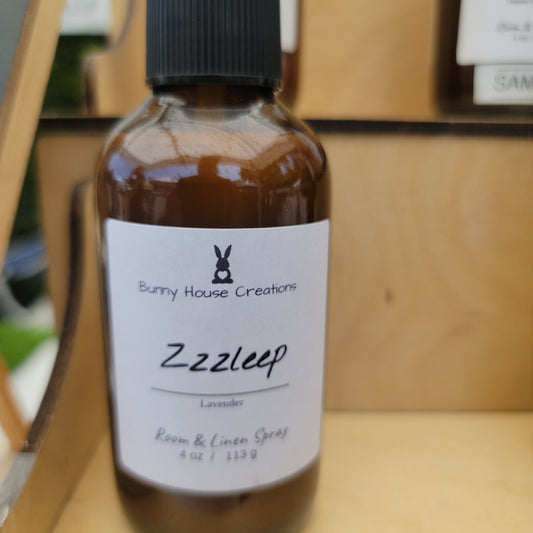 Bunny House Creations
Zzzleep
Lavender
Room & Linen Spray
4 oz / 113 g
SAM